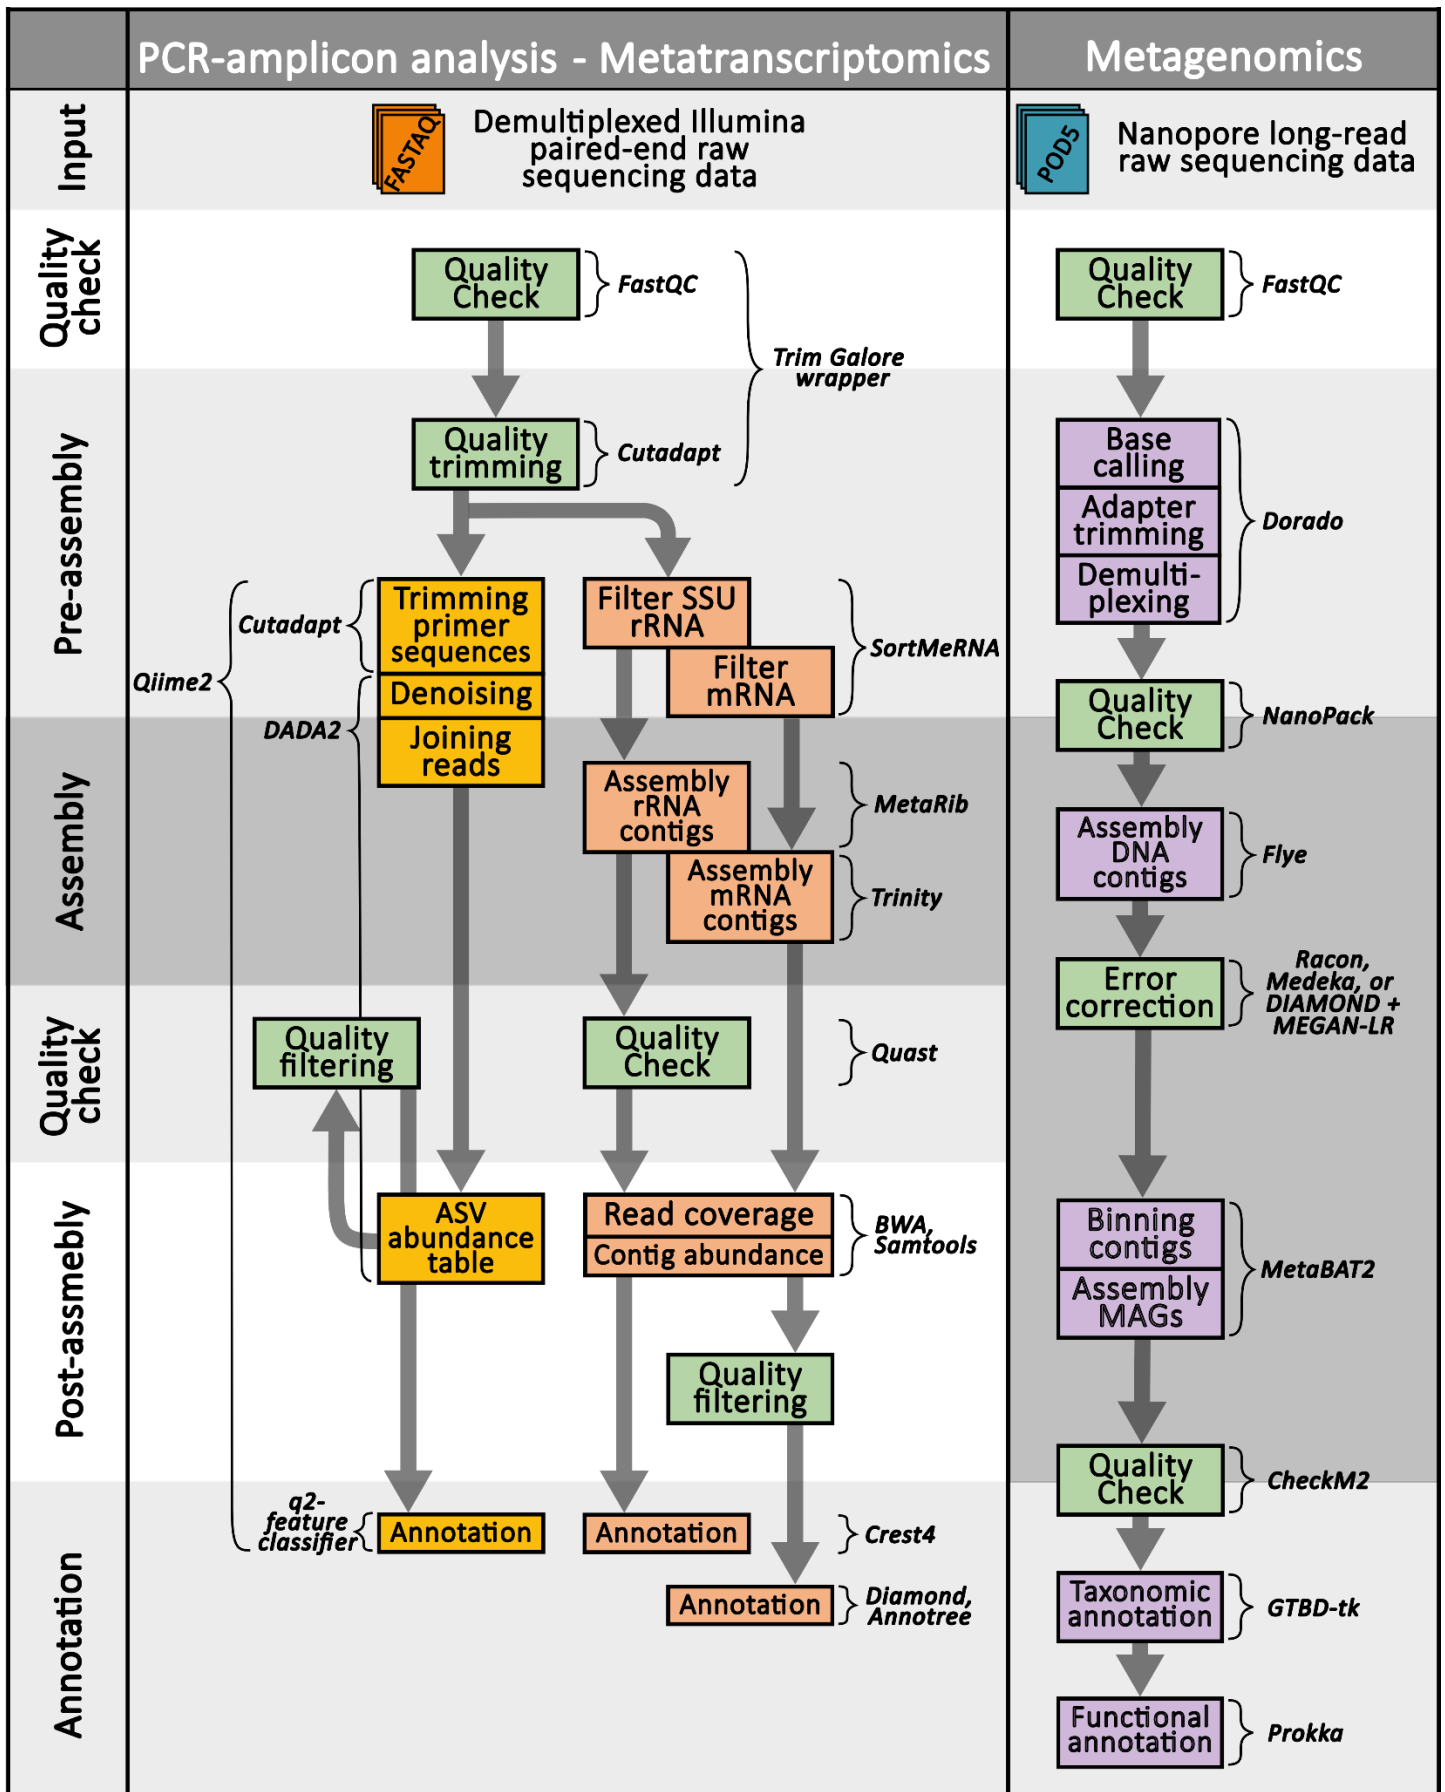 PCR-amplicon analysis - Metatranscriptomics
Metagenomics
Input
FASTAQ
Demultiplexed Illumina
paired-end raw
sequencing data
POD5
Nanopore long-read
raw sequencing data
Quality
check
Quality
Check
FastQC
Trim Galore
wrapper
Quality
Check
FastQC
Pre-assembly
Quality
trimming
Cutadapt
Base
calling
Adapter
trimming
Demulti-
plexing
Dorado
Qiime2
Cutadapt
Trimming
primer
sequences
Denoising
Joining
reads
DADA2
Filter SSU
rRNA
Filter
mRNA
SortMeRNA
Quality
Check
NanoPack
Assembly
Assembly
rRNA
contigs
MetaRib
Assembly
mRNA
contigs
Trinity
Assembly
DNA
contigs
Flye
Error
correction
Racon,
Medeka, or
DIAMOND +
MEGAN-LR
Quality
check
Quality
filtering
Quality
Check
Quast
Post-assmebly
ASV
abundance
table
Read coverage
Contig abundance
BWA,
Samtools
Quality
filtering
Binning
contigs
Assembly
MAGs
MetaBAT2
Quality
Check
CheckM2
Annotation
q2-
feature
classifier
Annotation
Annotation
Crest4
Annotation
Diamond,
Annotree
Taxonomic
annotation
GTBD-tk
Functional
annotation
Prokka